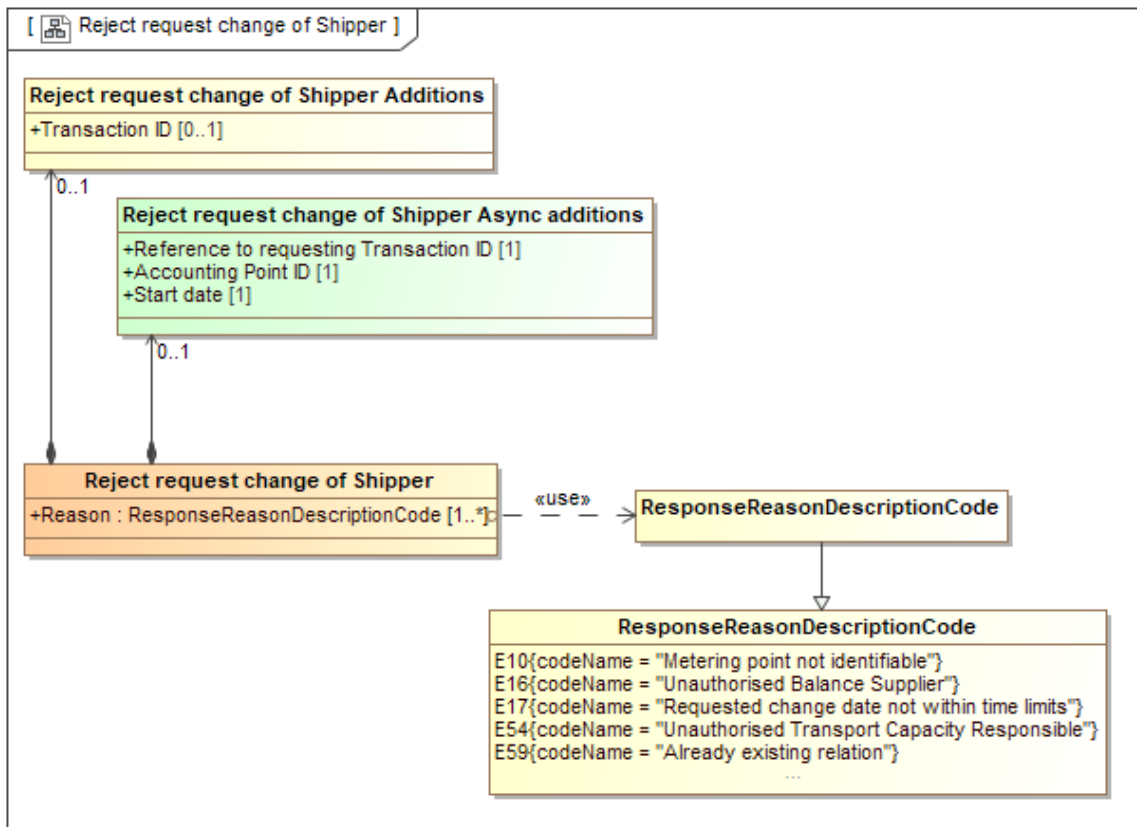 [ Reject request change of Shipper ]
Reject request change of Shipper Additions
+Transaction ID [0..1]
0..1
Reject request change of Shipper Async additions
+Reference to requesting Transaction ID [1]
+Accounting Point ID [1]
+Start date [1]
0..1
Reject request change of Shipper
+Reason : ResponseReasonDescriptionCode [1..*]
«use»
ResponseReasonDescriptionCode
ResponseReasonDescriptionCode
E10{codeName = "Metering point not identifiable"}
E16{codeName = "Unauthorised Balance Supplier"}
E17{codeName = "Requested change date not within time limits"}
E54{codeName = "Unauthorised Transport Capacity Responsible"}
E59{codeName = "Already existing relation"}
...